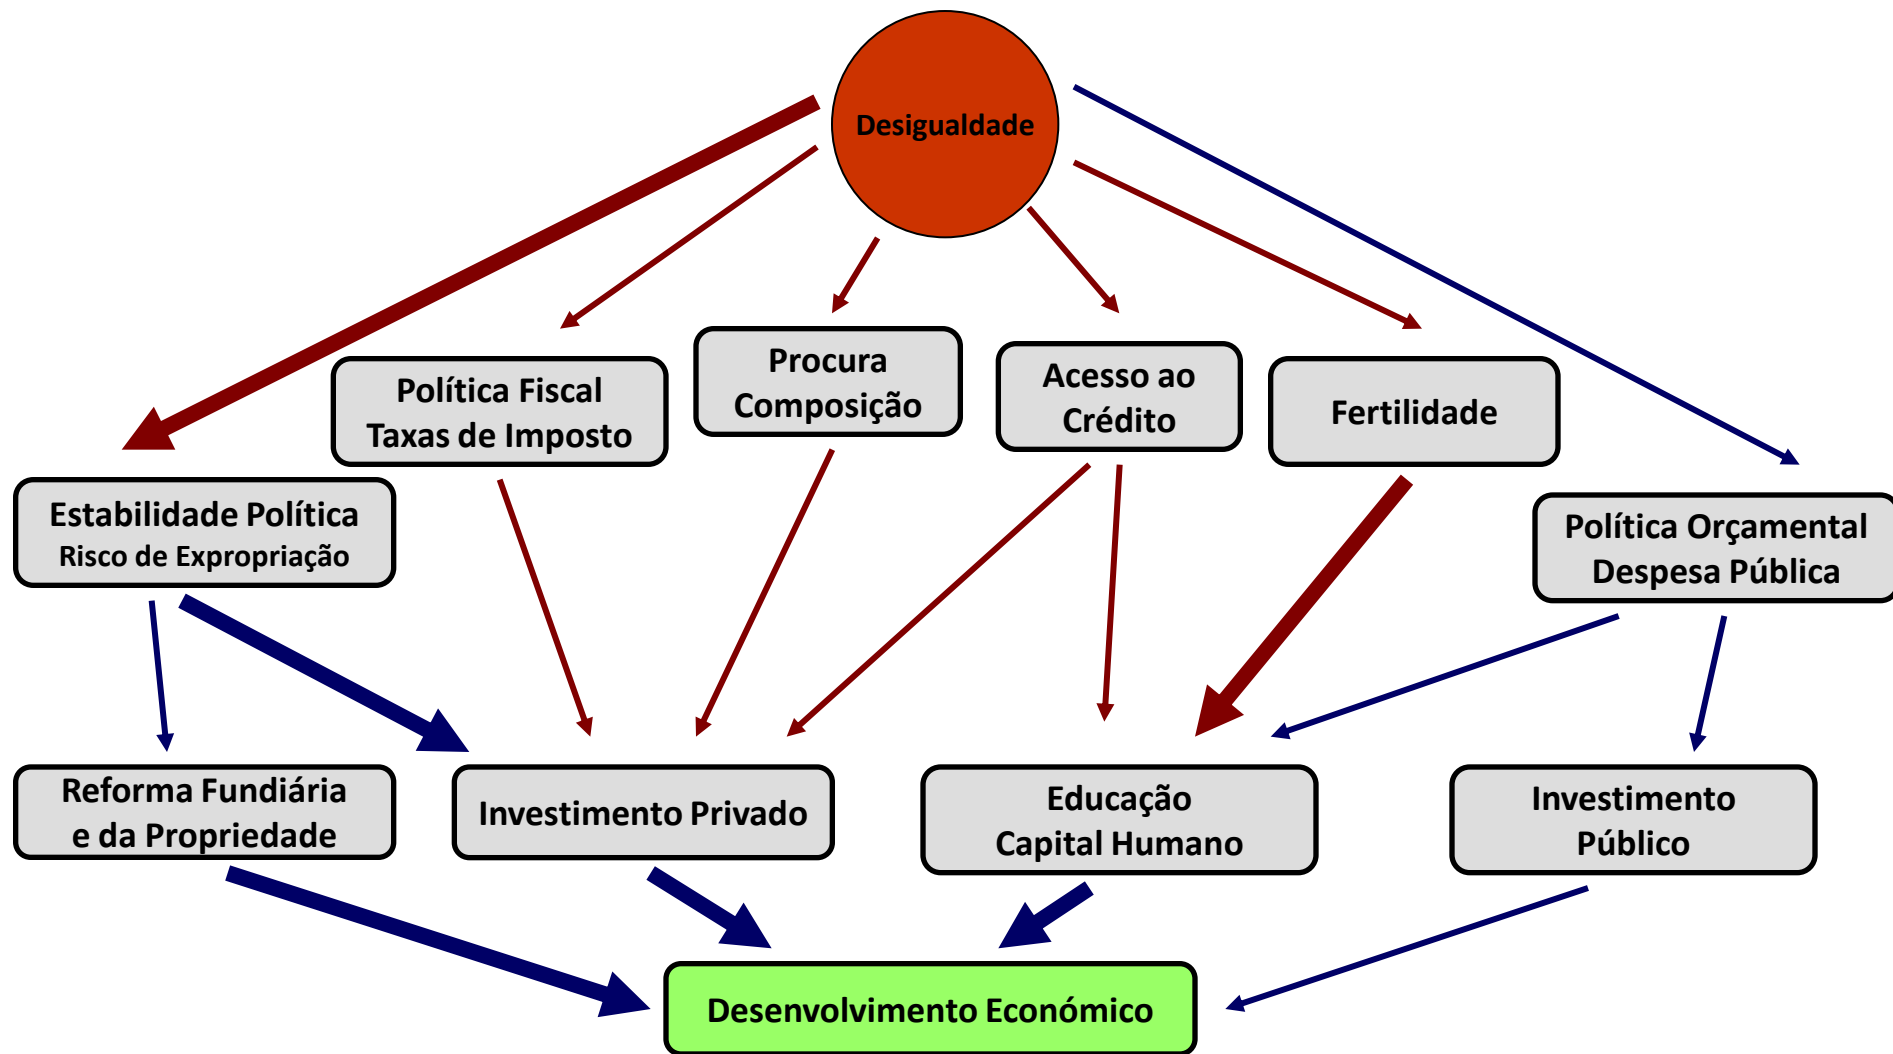 Desigualdade
Procura
Composição
Acesso ao
Crédito
Política Fiscal
Taxas de Imposto
Fertilidade
Estabilidade Política
Risco de Expropriação
Política Orçamental
Despesa Pública
Reforma Fundiária
e da Propriedade
Investimento Privado
Educação
Capital Humano
Investimento
Público
Desenvolvimento Económico